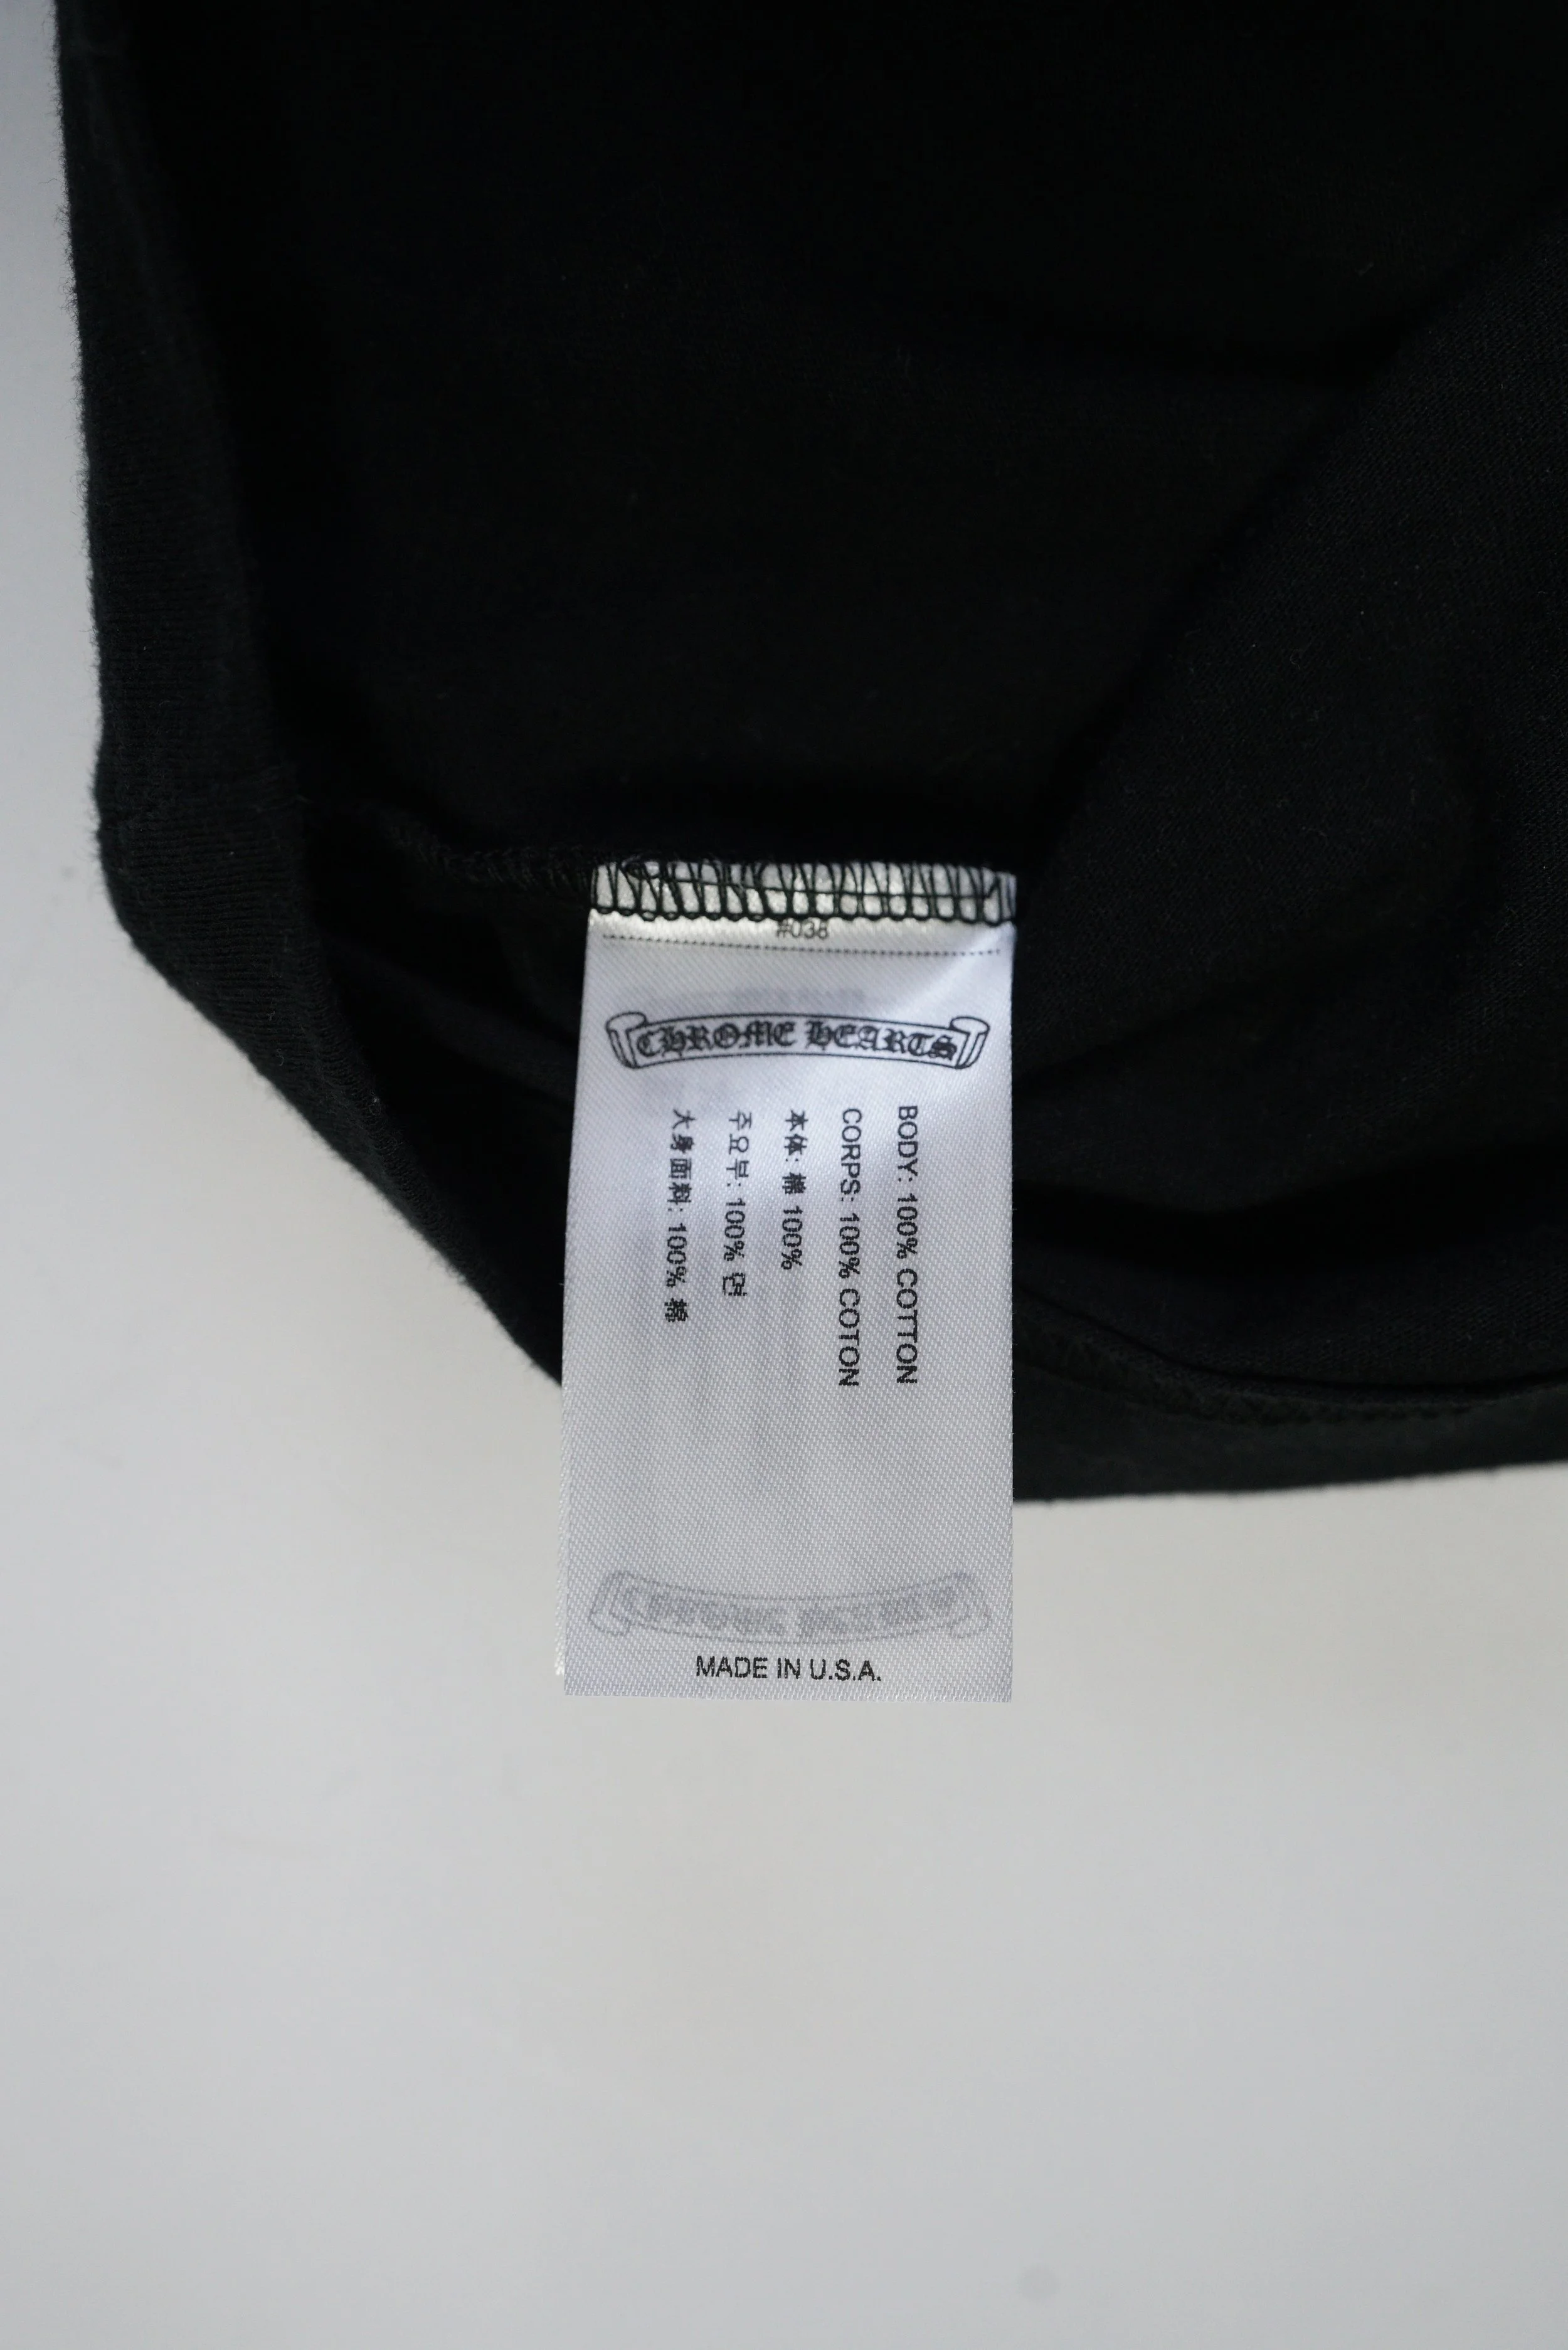 #038
CHROME HEARTS
BODY: 100% COTTON
CORPS: 100% COTON
本体: 棉 100%
주요부: 100% 면
大身面料: 100% 棉
MADE IN U.S.A.